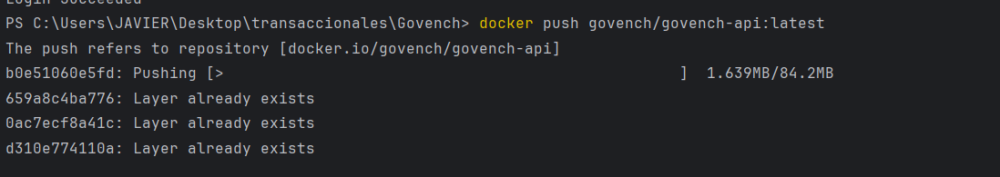 Login Succeeded
PS C:\Users\JAVIER\Desktop\transaccionales\Govench> docker push govench/govench-api:latest
The push refers to repository [docker.io/govench/govench-api]
b0e51060e5fd: Pushing [>                                                  ]  1.639MB/84.2MB
659a8c4ba776: Layer already exists
0ac7ecf8a41c: Layer already exists
d310e774110a: Layer already exists